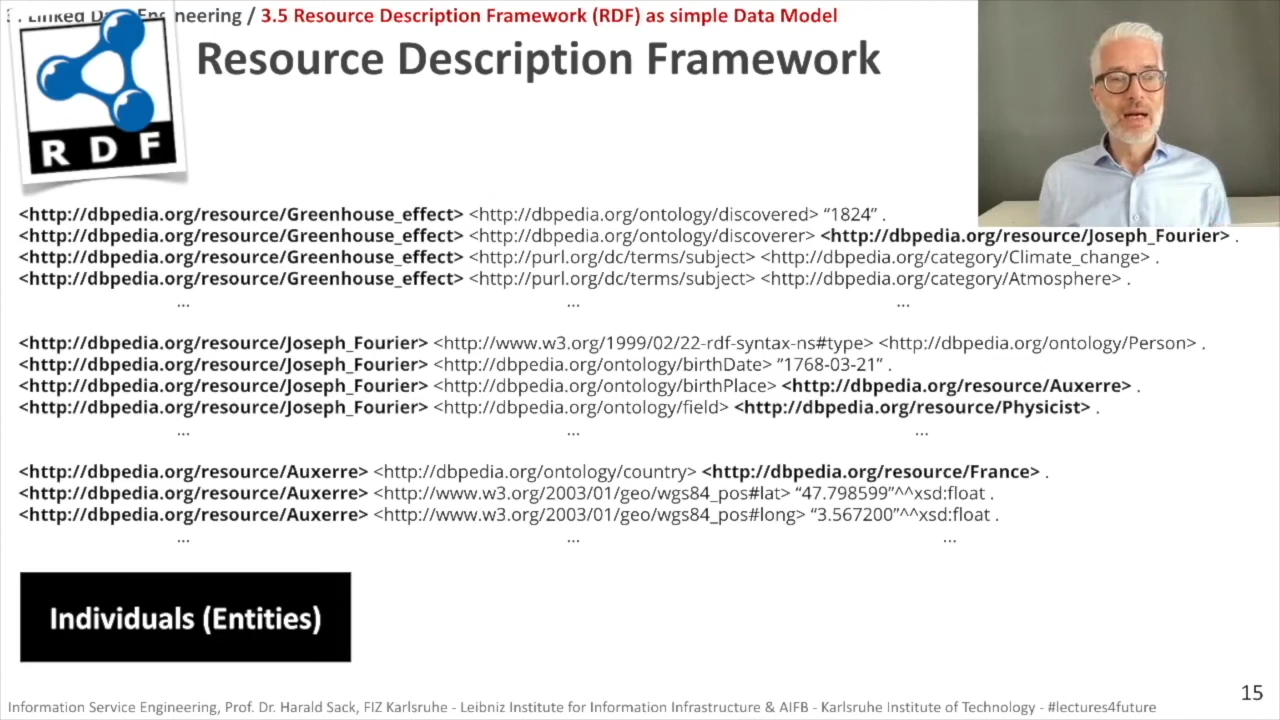 3. Linked Data Engineering / 3.5 Resource Description Framework (RDF) as simple Data Model
Resource Description Framework
RDF
<http://dbpedia.org/resource/Greenhouse_effect> <http://dbpedia.org/ontology/discovered> “1824” .
<http://dbpedia.org/resource/Greenhouse_effect> <http://dbpedia.org/ontology/discoverer> <http://dbpedia.org/resource/Joseph_Fourier> .
<http://dbpedia.org/resource/Greenhouse_effect> <http://purl.org/dc/terms/subject> <http://dbpedia.org/category/Climate_change> .
<http://dbpedia.org/resource/Greenhouse_effect> <http://purl.org/dc/terms/subject> <http://dbpedia.org/category/Atmosphere> .
... ... ...
<http://dbpedia.org/resource/Joseph_Fourier> <http://www.w3.org/1999/02/22-rdf-syntax-ns#type> <http://dbpedia.org/ontology/Person> .
<http://dbpedia.org/resource/Joseph_Fourier> <http://dbpedia.org/ontology/birthDate> “1768-03-21” .
<http://dbpedia.org/resource/Joseph_Fourier> <http://dbpedia.org/ontology/birthPlace> <http://dbpedia.org/resource/Auxerre> .
<http://dbpedia.org/resource/Joseph_Fourier> <http://dbpedia.org/ontology/field> <http://dbpedia.org/resource/Physicist> .
... ... ...
<http://dbpedia.org/resource/Auxerre> <http://dbpedia.org/ontology/country> <http://dbpedia.org/resource/France> .
<http://dbpedia.org/resource/Auxerre> <http://www.w3.org/2003/01/geo/wgs84_pos#lat> “47.798599”^^xsd:float .
<http://dbpedia.org/resource/Auxerre> <http://www.w3.org/2003/01/geo/wgs84_pos#long> “3.567200”^^xsd:float .
... ... ...
Individuals (Entities)
15
Information Service Engineering, Prof. Dr. Harald Sack, FIZ Karlsruhe - Leibniz Institute for Information Infrastructure & AIFB - Karlsruhe Institute of Technology - #lectures4future